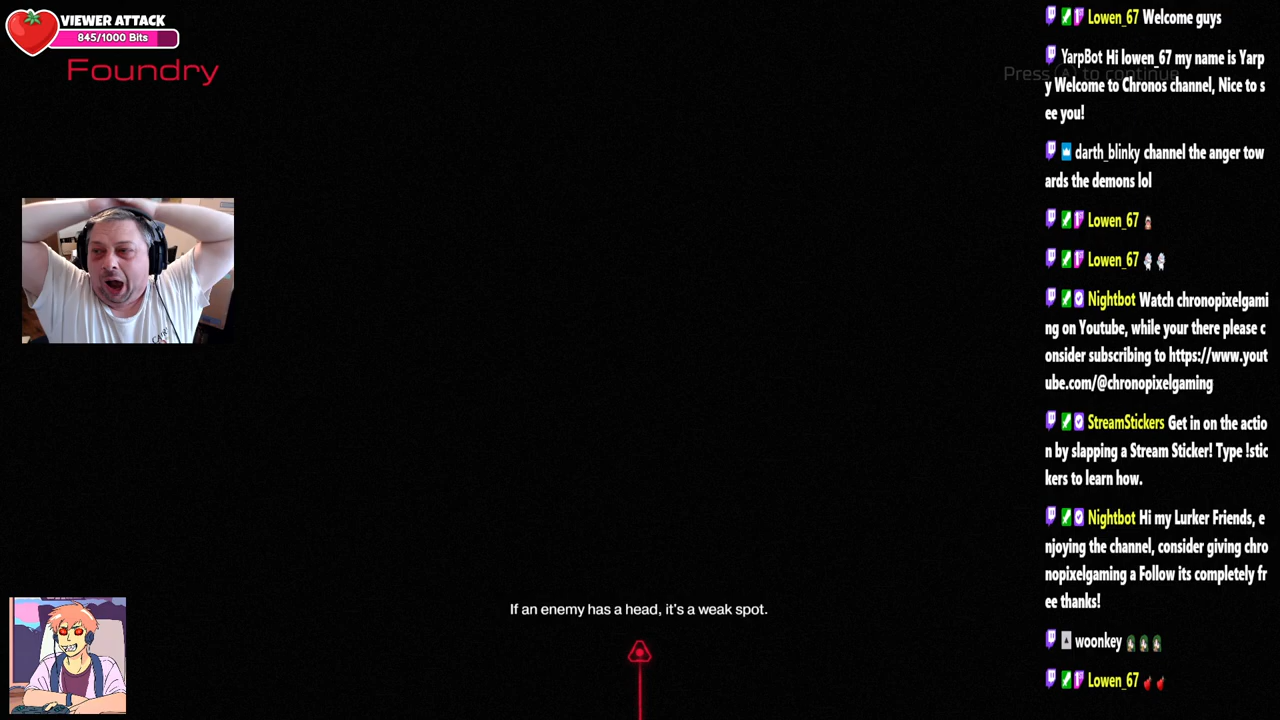 VIEWER ATTACK
845/1000 Bits
Foundry
Press A to continue
Lowen_67 Welcome guys
YarpBot Hi lowen_67 my name is Yarp
y Welcome to Chronos channel, Nice to s
ee you!
darth_blinky channel the anger tow
ards the demons lol
Lowen_67
Lowen_67
Nightbot Watch chronopixelgami
ng on Youtube, while your there please c
onsider subscribing to https://www.yout
ube.com/@chronopixelgaming
StreamStickers Get in on the actio
n by slapping a Stream Sticker! Type !stic
kers to learn how.
Nightbot Hi my Lurker Friends, e
njoying the channel, consider giving chro
nopixelgaming a Follow its completely fr
ee thanks!
woonkey
Lowen_67
If an enemy has a head, it's a weak spot.